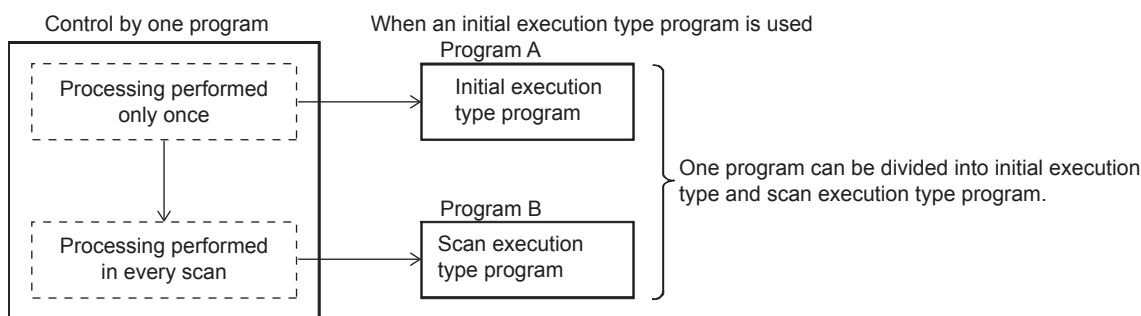 Control by one program
When an initial execution type program is used
Program A
Processing performed
only once
Initial execution
type program
One program can be divided into initial execution
type and scan execution type program.
Program B
Processing performed
in every scan
Scan execution
type program